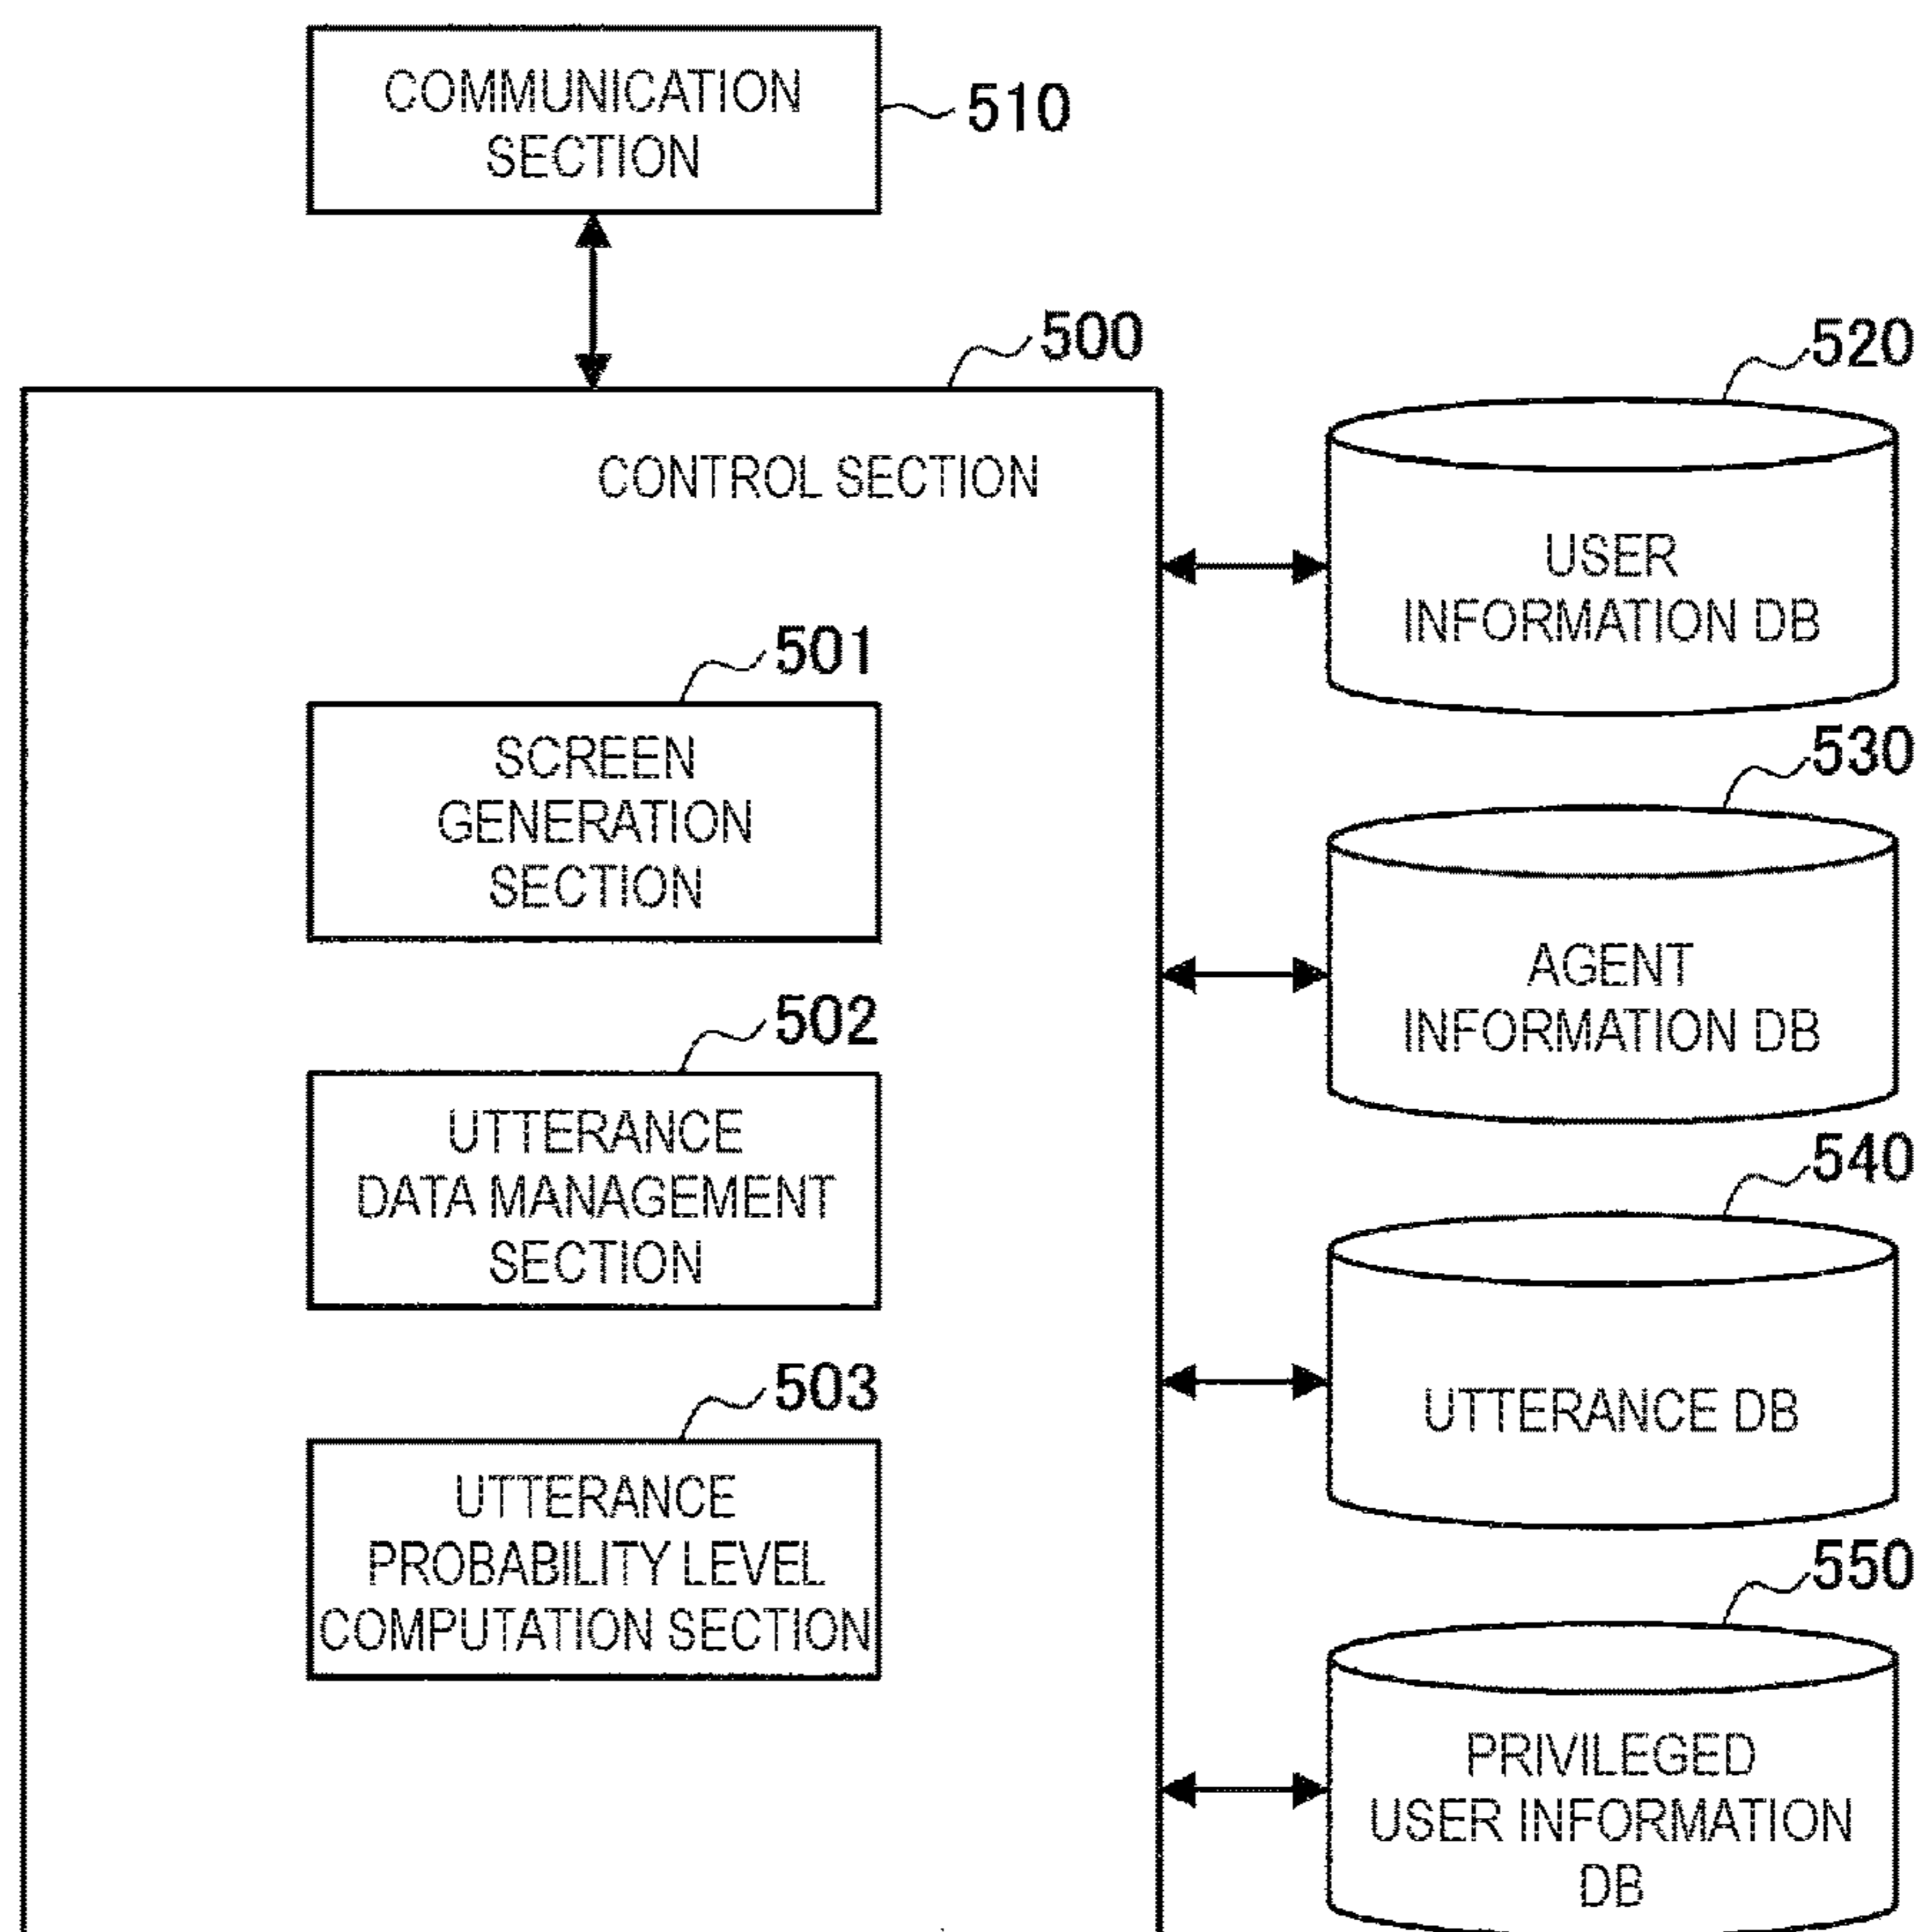 COMMUNICATION
SECTION
510
500
CONTROL SECTION
520
USER
INFORMATION DB
501
SCREEN
GENERATION
SECTION
530
AGENT
INFORMATION DB
502
UTTERANCE
DATA MANAGEMENT
SECTION
540
UTTERANCE DB
503
UTTERANCE
PROBABILITY LEVEL
COMPUTATION SECTION
550
PRIVILEGED
USER INFORMATION
DB